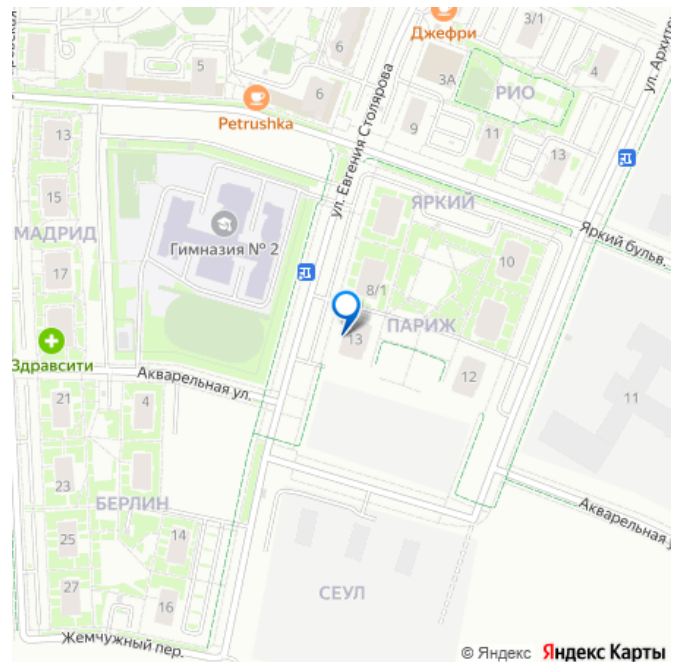 Джефри
3/1
6
5
3А
4
ул. Архите
РИО
6
Petrushka
9
11
13
13
ул. Евгения Столярова
15
ЯРКИЙ
Яркий бульв.
МАДРИД
Гимназия № 2
17
10
8/1
ПАРИЖ
13
Здравсити
12
Акварельная ул.
21
4
11
23
БЕРЛИН
Акварельная у
25
14
27
СЕУЛ
16
Жемчужный пер.
© Яндекс Яндекс Карты